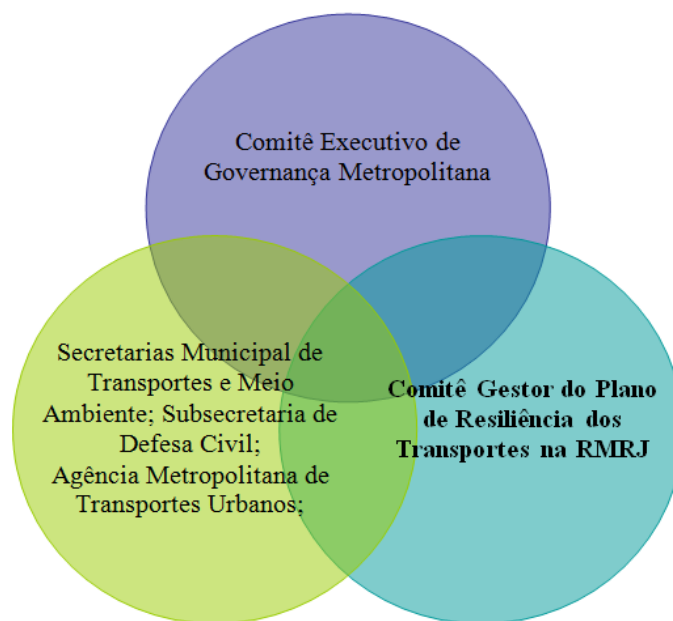 Comitê Executivo de
Governança Metropolitana
Secretarias Municipal de
Transportes e Meio
Ambiente; Subsecretaria de
Defesa Civil;
Agência Metropolitana de
Transportes Urbanos;
Comitê Gestor do Plano
de Resiliência dos
Transportes na RMRJ